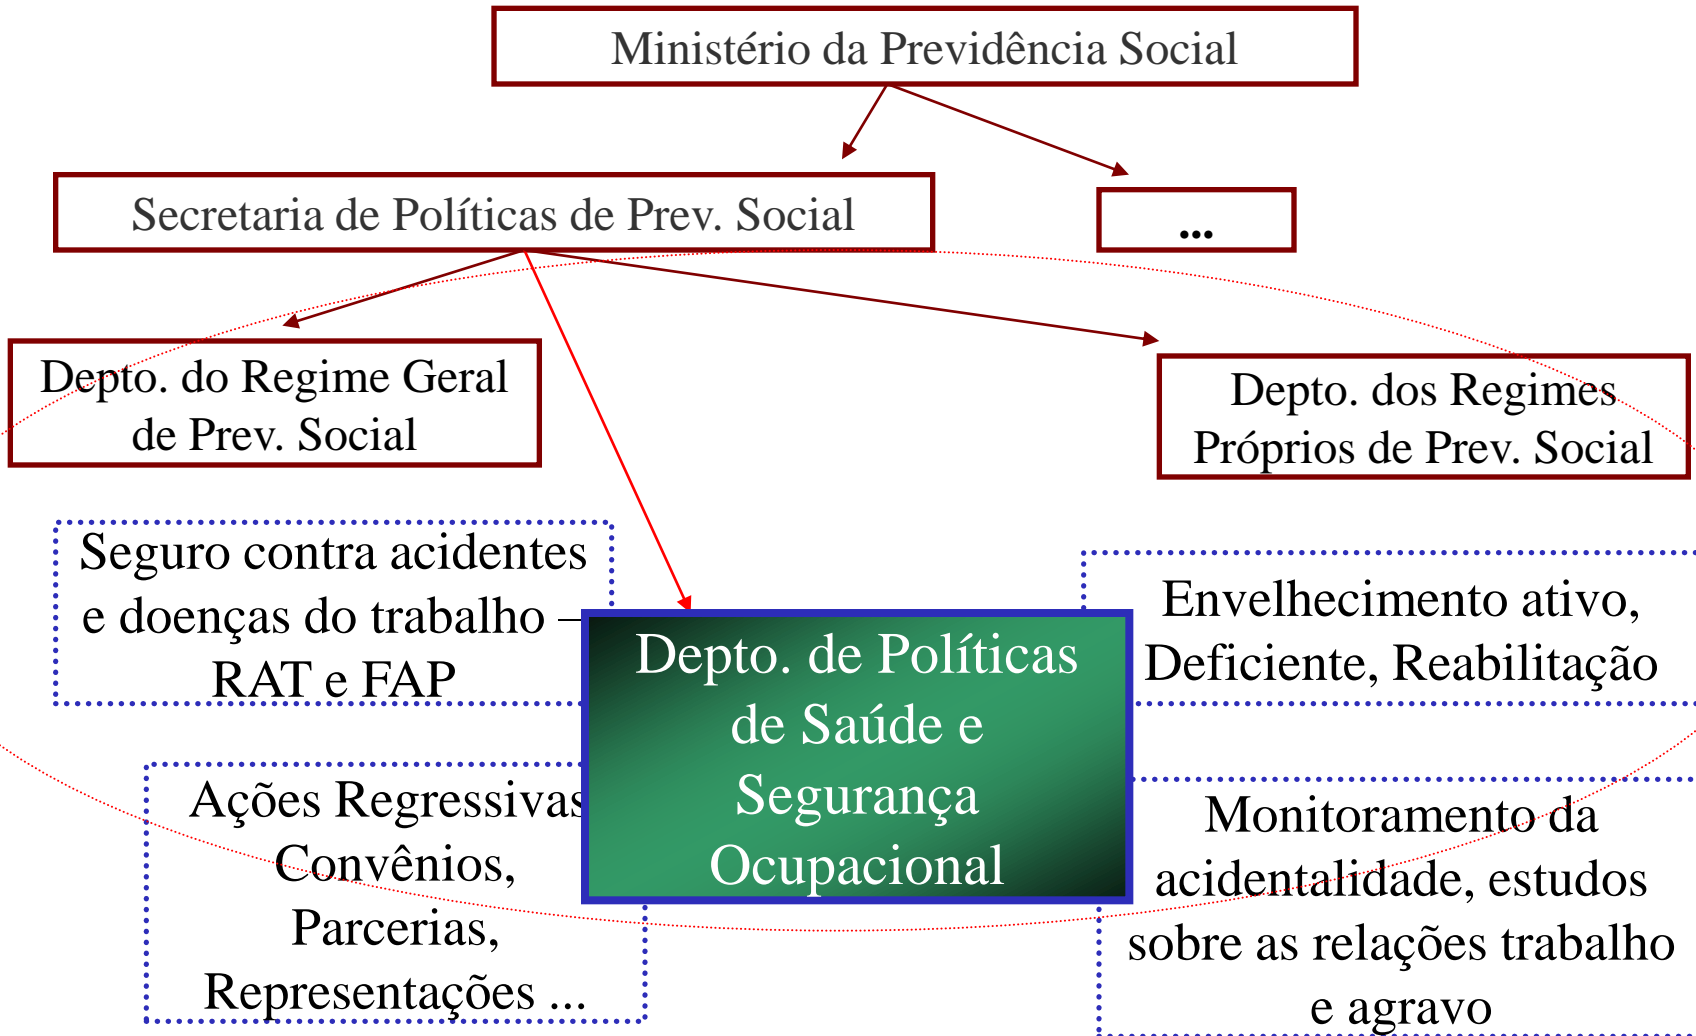 Ministério da Previdência Social
Secretaria de Políticas de Prev. Social
...
Depto. do Regime Geral
de Prev. Social
Depto. dos Regimes
Próprios de Prev. Social
Seguro contra acidentes
e doenças do trabalho –
RAT e FAP
Envelhecimento ativo,
Deficiente, Reabilitação
Depto. de Políticas
de Saúde e
Segurança
Ocupacional
Ações Regressivas
Convênios,
Parcerias,
Representações ...
Monitoramento da
acidentalidade, estudos
sobre as relações trabalho
e agravo